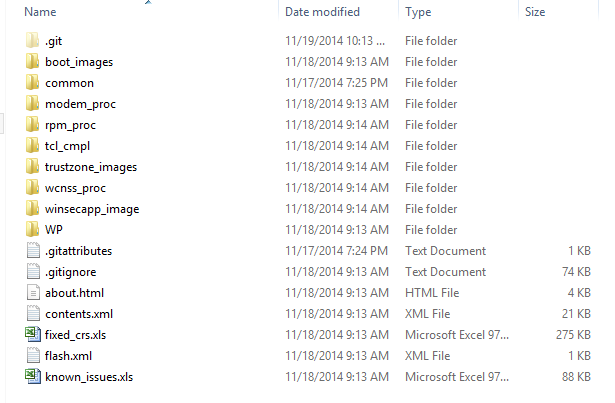 Name Date modified Type Size
.git 11/19/2014 10:13 ... File folder
boot_images 11/18/2014 9:13 AM File folder
common 11/17/2014 7:25 PM File folder
modem_proc 11/18/2014 9:13 AM File folder
rpm_proc 11/18/2014 9:14 AM File folder
tcl_cmpl 11/18/2014 9:14 AM File folder
trustzone_images 11/18/2014 9:14 AM File folder
wcnss_proc 11/18/2014 9:14 AM File folder
winsecapp_image 11/18/2014 9:14 AM File folder
WP 11/18/2014 9:13 AM File folder
.gitattributes 11/17/2014 7:24 PM Text Document 1 KB
.gitignore 11/18/2014 9:13 AM Text Document 74 KB
about.html 11/18/2014 9:13 AM HTML File 4 KB
contents.xml 11/18/2014 9:13 AM XML File 21 KB
fixed_crs.xls 11/18/2014 9:13 AM Microsoft Excel 97... 275 KB
flash.xml 11/18/2014 9:13 AM XML File 1 KB
known_issues.xls 11/18/2014 9:13 AM Microsoft Excel 97... 88 KB